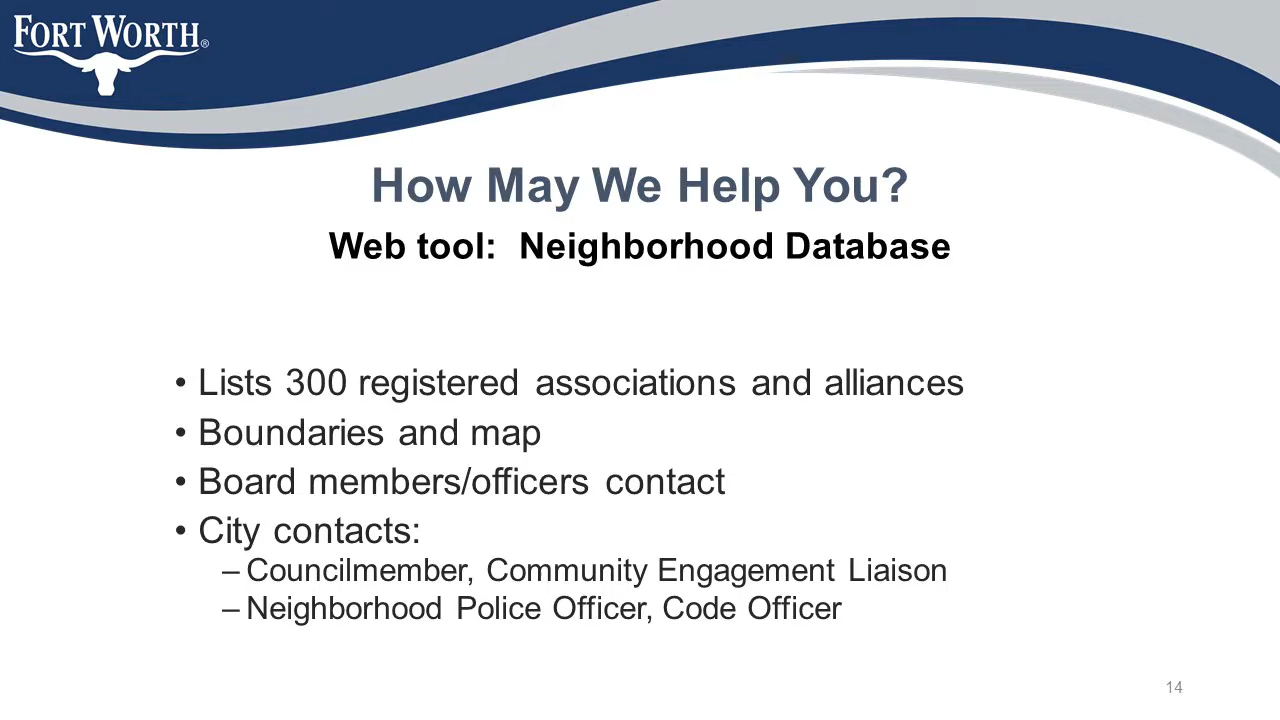 FORT WORTH®
How May We Help You?
Web tool: Neighborhood Database
• Lists 300 registered associations and alliances
• Boundaries and map
• Board members/officers contact
• City contacts:
– Councilmember, Community Engagement Liaison
– Neighborhood Police Officer, Code Officer
14